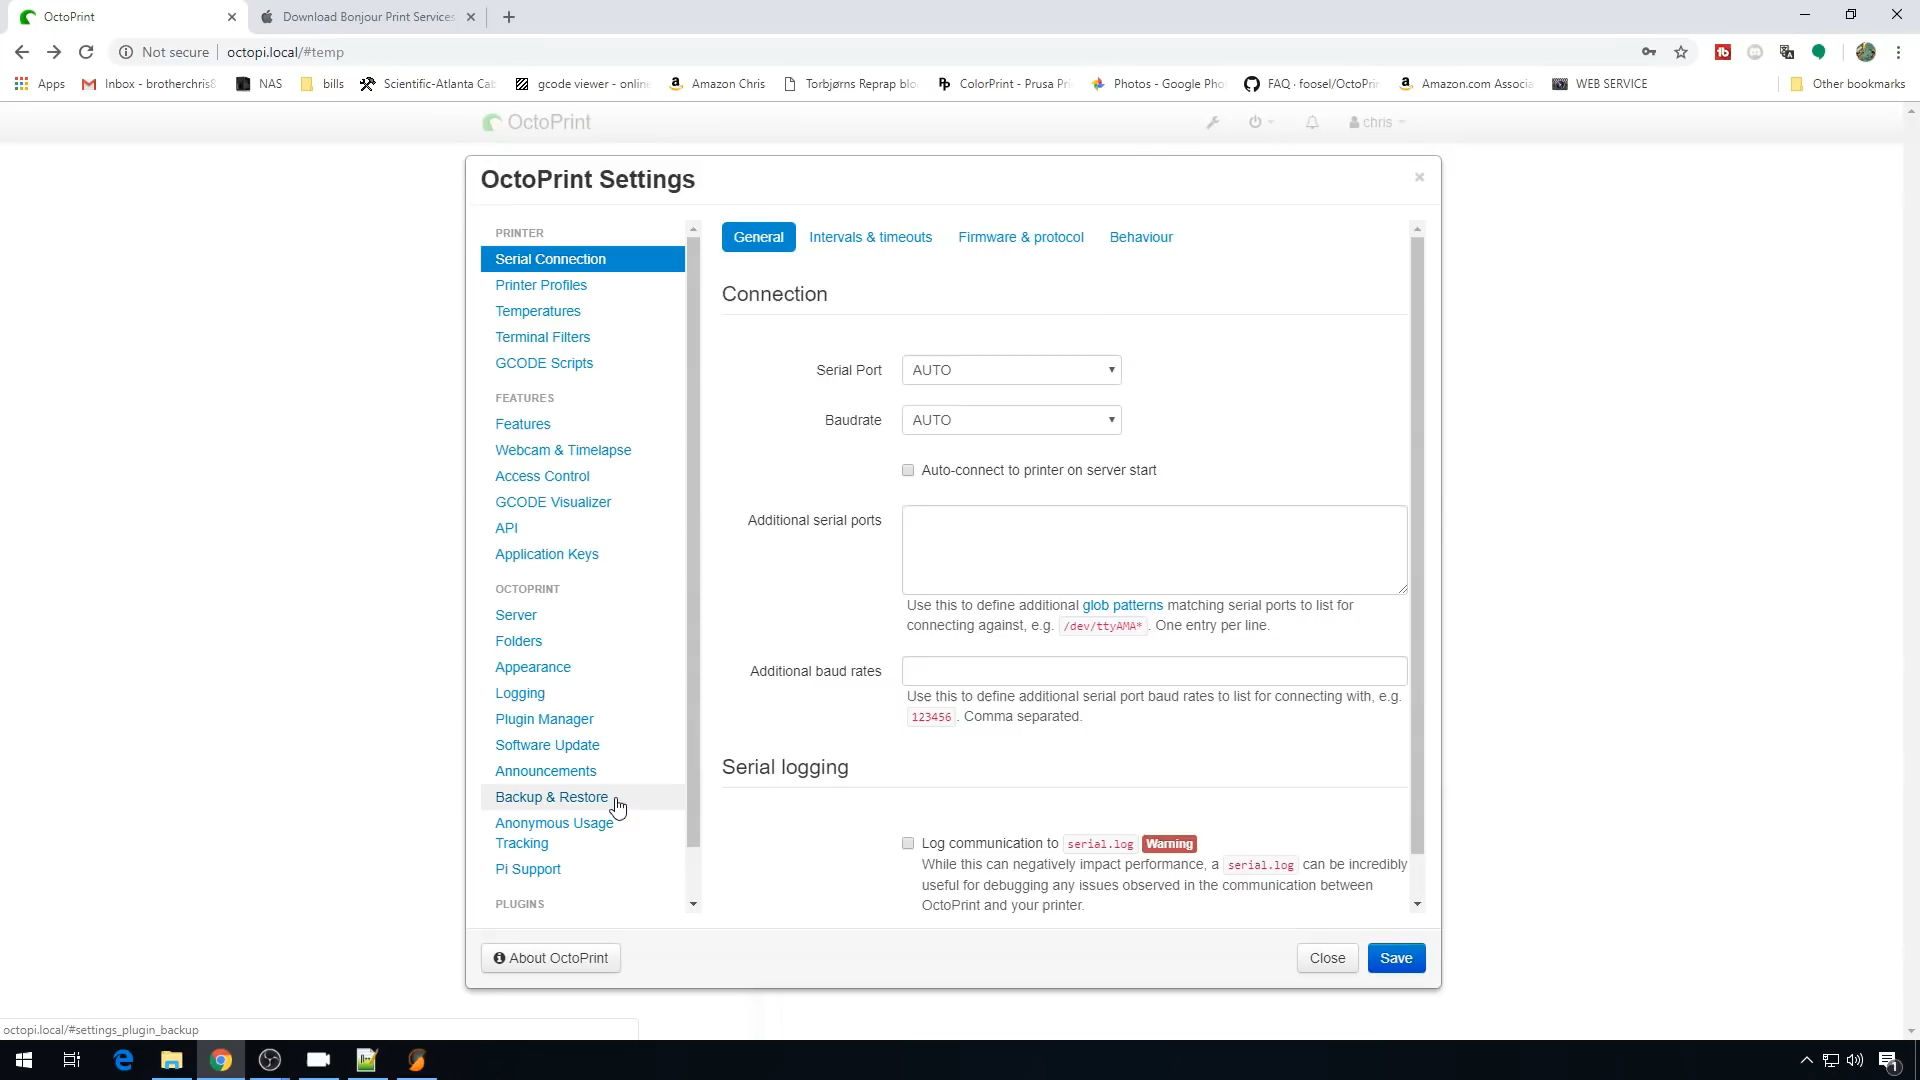 OctoPrint
Download Bonjour Print Services
Not secure
octopi.local/#temp
Apps
Inbox - brotherchris8
NAS
bills
Scientific-Atlanta Cab
gcode viewer - online
Amazon Chris
Torbjørns Reprap blo
ColorPrint - Prusa Pri
Photos - Google Pho
FAQ · foosel/OctoPrin
Amazon.com Associa
WEB SERVICE
Other bookmarks
OctoPrint
chris
OctoPrint Settings
PRINTER
Serial Connection
Printer Profiles
Temperatures
Terminal Filters
GCODE Scripts
FEATURES
Features
Webcam & Timelapse
Access Control
GCODE Visualizer
API
Application Keys
OCTOPRINT
Server
Folders
Appearance
Logging
Plugin Manager
Software Update
Announcements
Backup & Restore
Anonymous Usage
Tracking
Pi Support
PLUGINS
General
Intervals & timeouts
Firmware & protocol
Behaviour
Connection
Serial Port
AUTO
Baudrate
AUTO
Auto-connect to printer on server start
Additional serial ports
Use this to define additional glob patterns matching serial ports to list for
connecting against, e.g. /dev/ttyAMA* . One entry per line.
Additional baud rates
Use this to define additional serial port baud rates to list for connecting with, e.g.
123456 . Comma separated.
Serial logging
Log communication to serial.log Warning
While this can negatively impact performance, a serial.log can be incredibly
useful for debugging any issues observed in the communication between
OctoPrint and your printer.
About OctoPrint
Close
Save
octopi.local/#settings_plugin_backup
1